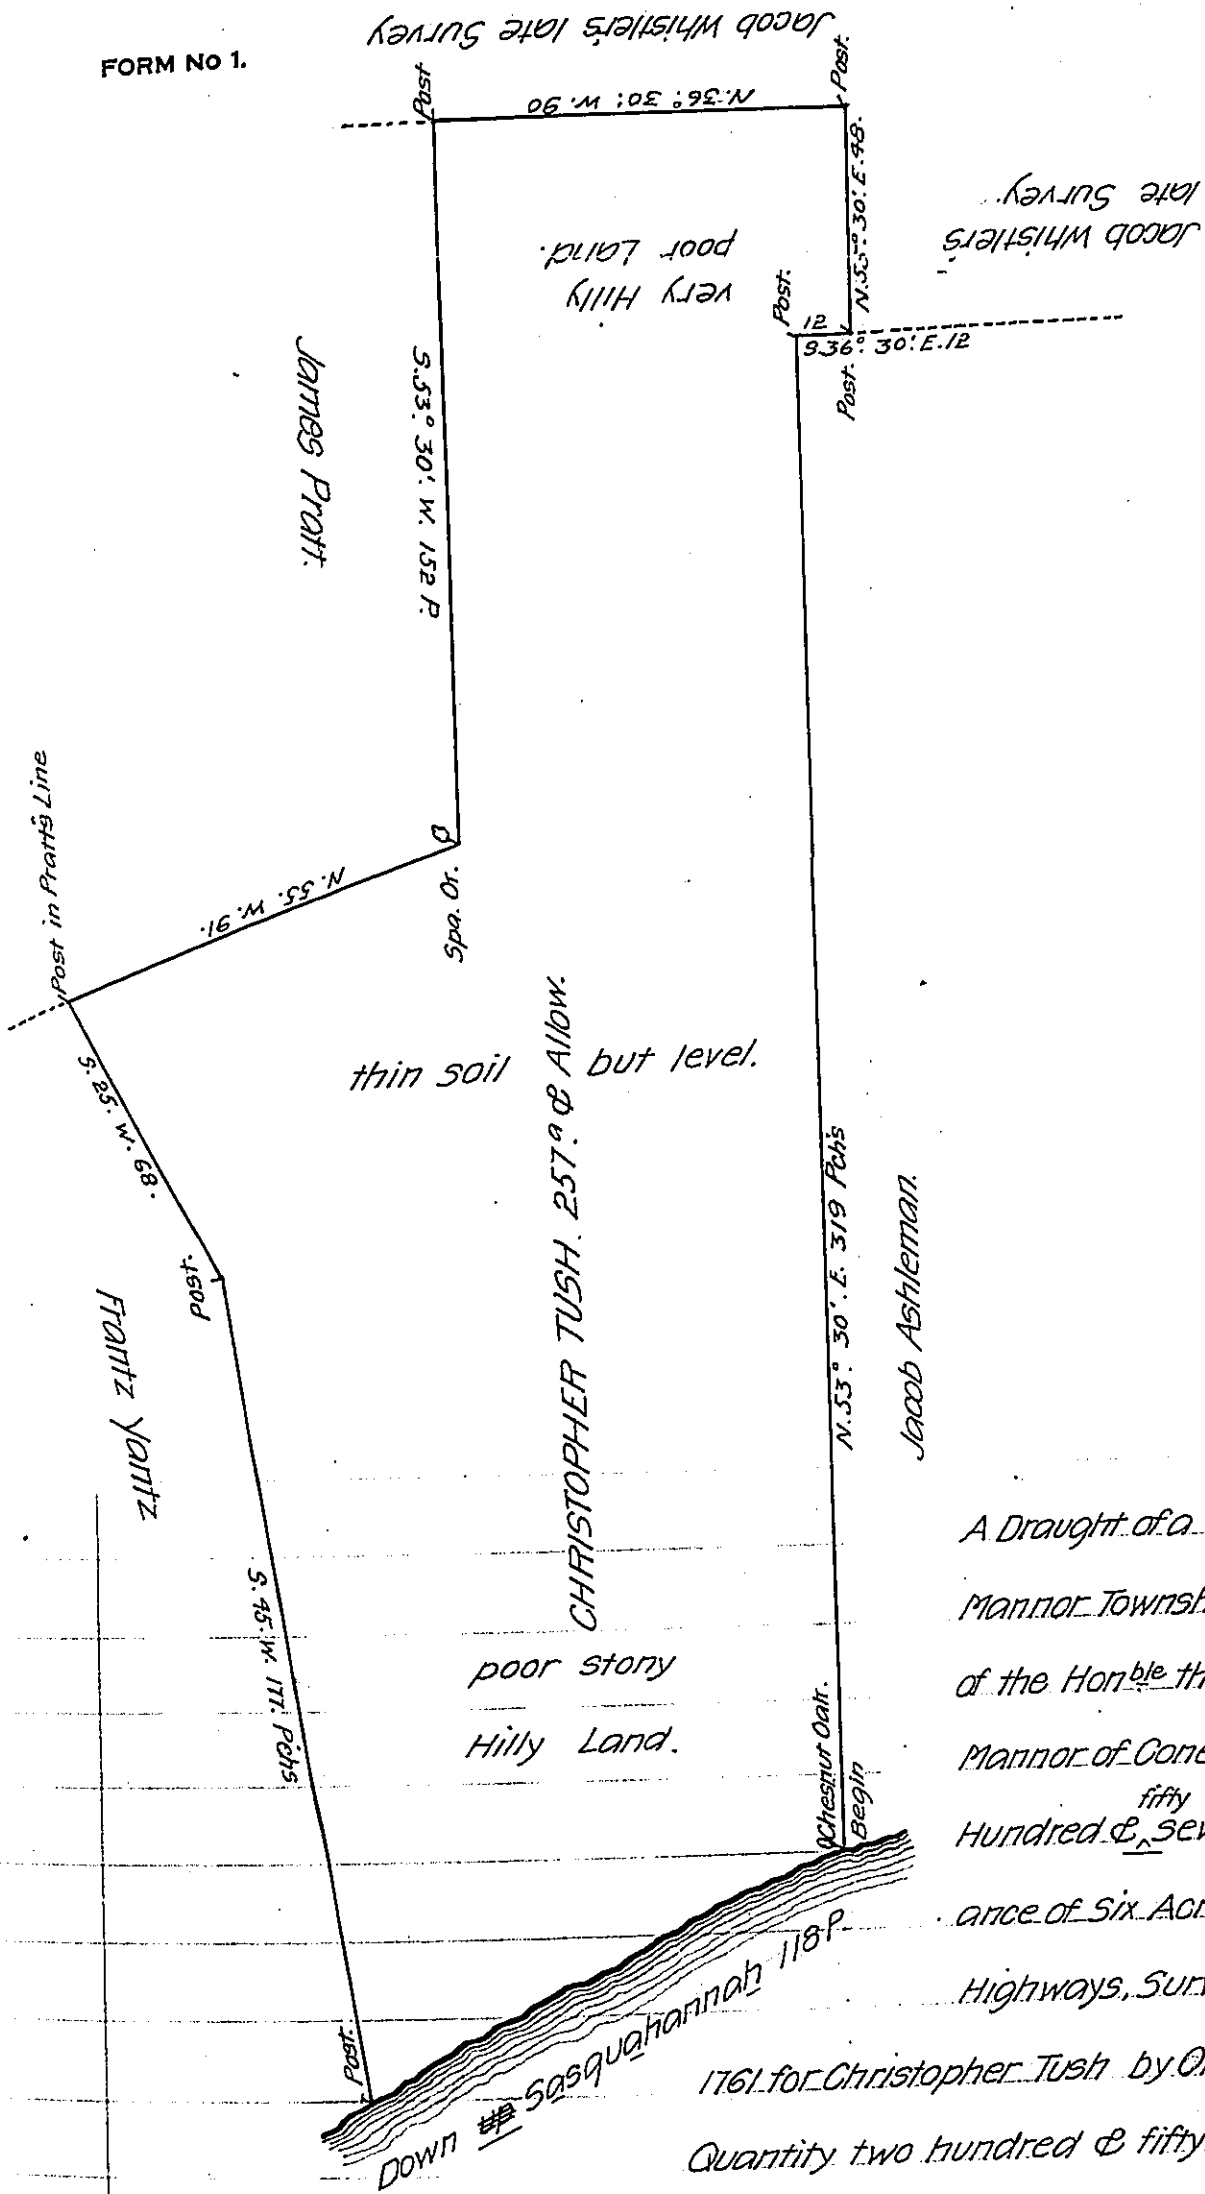 FORM No 1.
Jacob Whistler's late Survey
Post
N. 36° 30' W. 90
Post.
N. 53° 30' E. 48.
Jacob Whistler's
late Survey.
very Hilly
poor Land.
Post.
12
S. 36° 30' E. 12
Post.
James Pratt.
S. 53° 30' W. 152 P.
Post in Pratt's Line
N. 55. W. 91.
Spa. Or.
S. 25. W. 68.
thin soil but level.
CHRISTOPHER TUSH. 257a & Allow.
N. 53° 30' E. 319 Pchs
Jacob Ashleman.
Post.
Frantz Yantz
S. 45. W. 177. Pchs
poor stony
Hilly Land.
Chesnut Oak.
Begin
Post.
Down up Sasquahannah 118 P.
A Draught of a
Mannor Townsh
of the Honble th
Mannor of Cone
fifty
Hundred & ^ sev
ance of Six Acr
Highways, Sur
1761 for Christopher Tush by O
Quantity two hundred & fifty